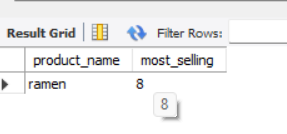 Result Grid Filter Rows:
product_name most_selling
ramen 8
8